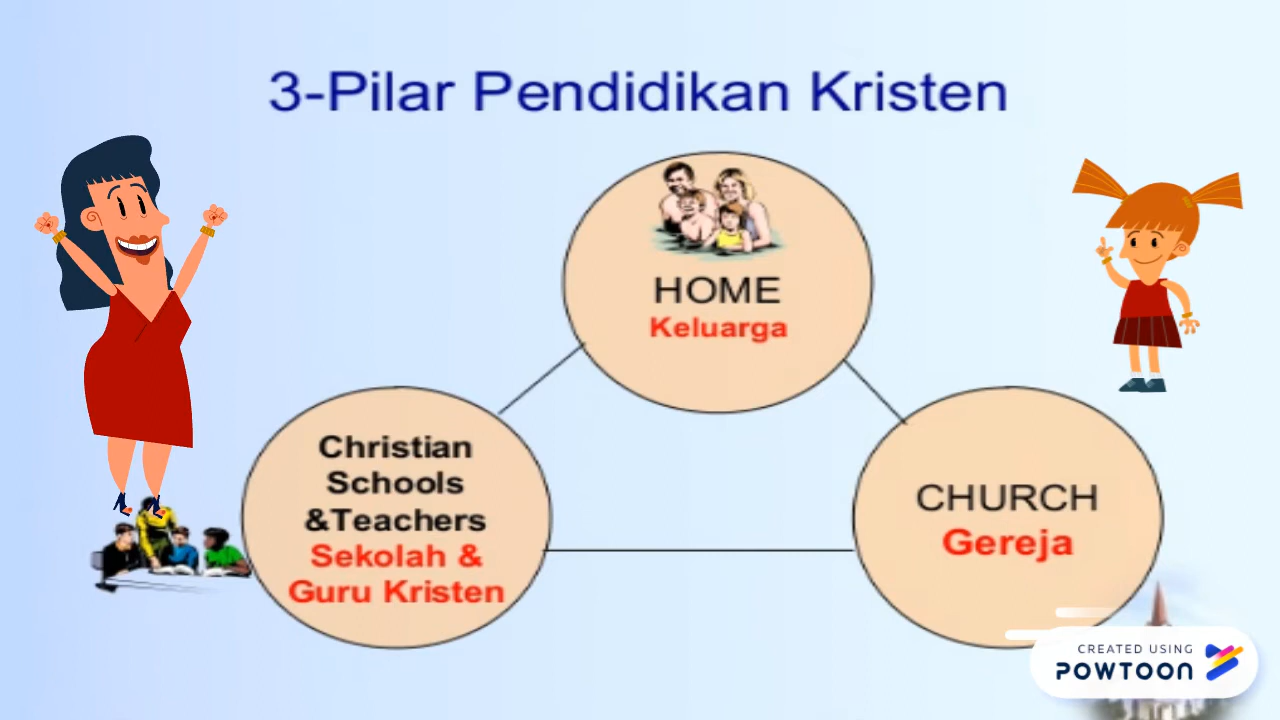 3-Pilar Pendidikan Kristen
HOME
Keluarga
Christian
Schools
&Teachers
Sekolah &
Guru Kristen
CHURCH
Gereja
CREATED USING
POWTOON